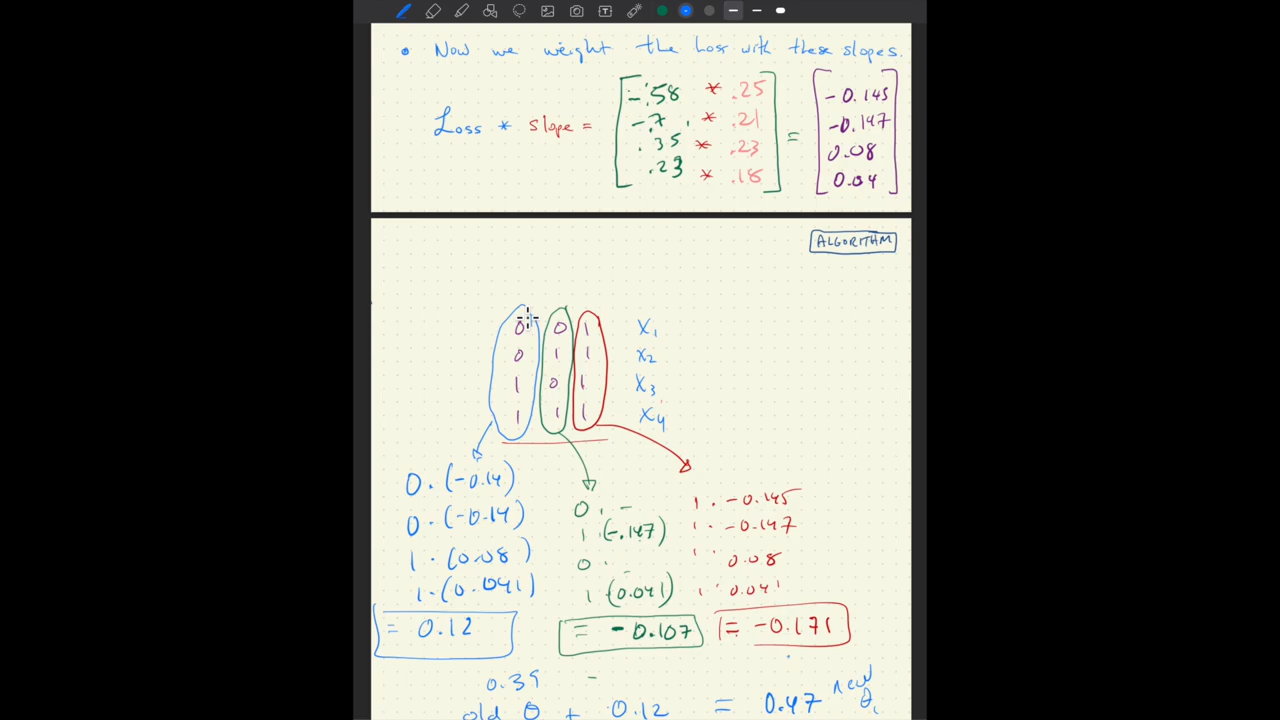 • Now we weight the Loss with these slopes.
-.58 * .25
-.7 * .21
.35 * .23
.23 * .18
Loss * slope =
=
-0.145
-0.147
0.08
0.04
ALGORITHM
0 0 1 X1
0 1 1 X2
1 0 1 X3
1 1 1 X4
0 . (-0.14)
0 . (-0.14)
1 . (0.08)
1 . (0.041)
= 0.12
0 . -
1 (-.147)
0 . -
1 (0.041)
= -0.107
1 . -0.145
1 . -0.147
1 . 0.08
1 . 0.041
= -0.171
0.35 -
old θ + 0.12 = 0.47 new θ1